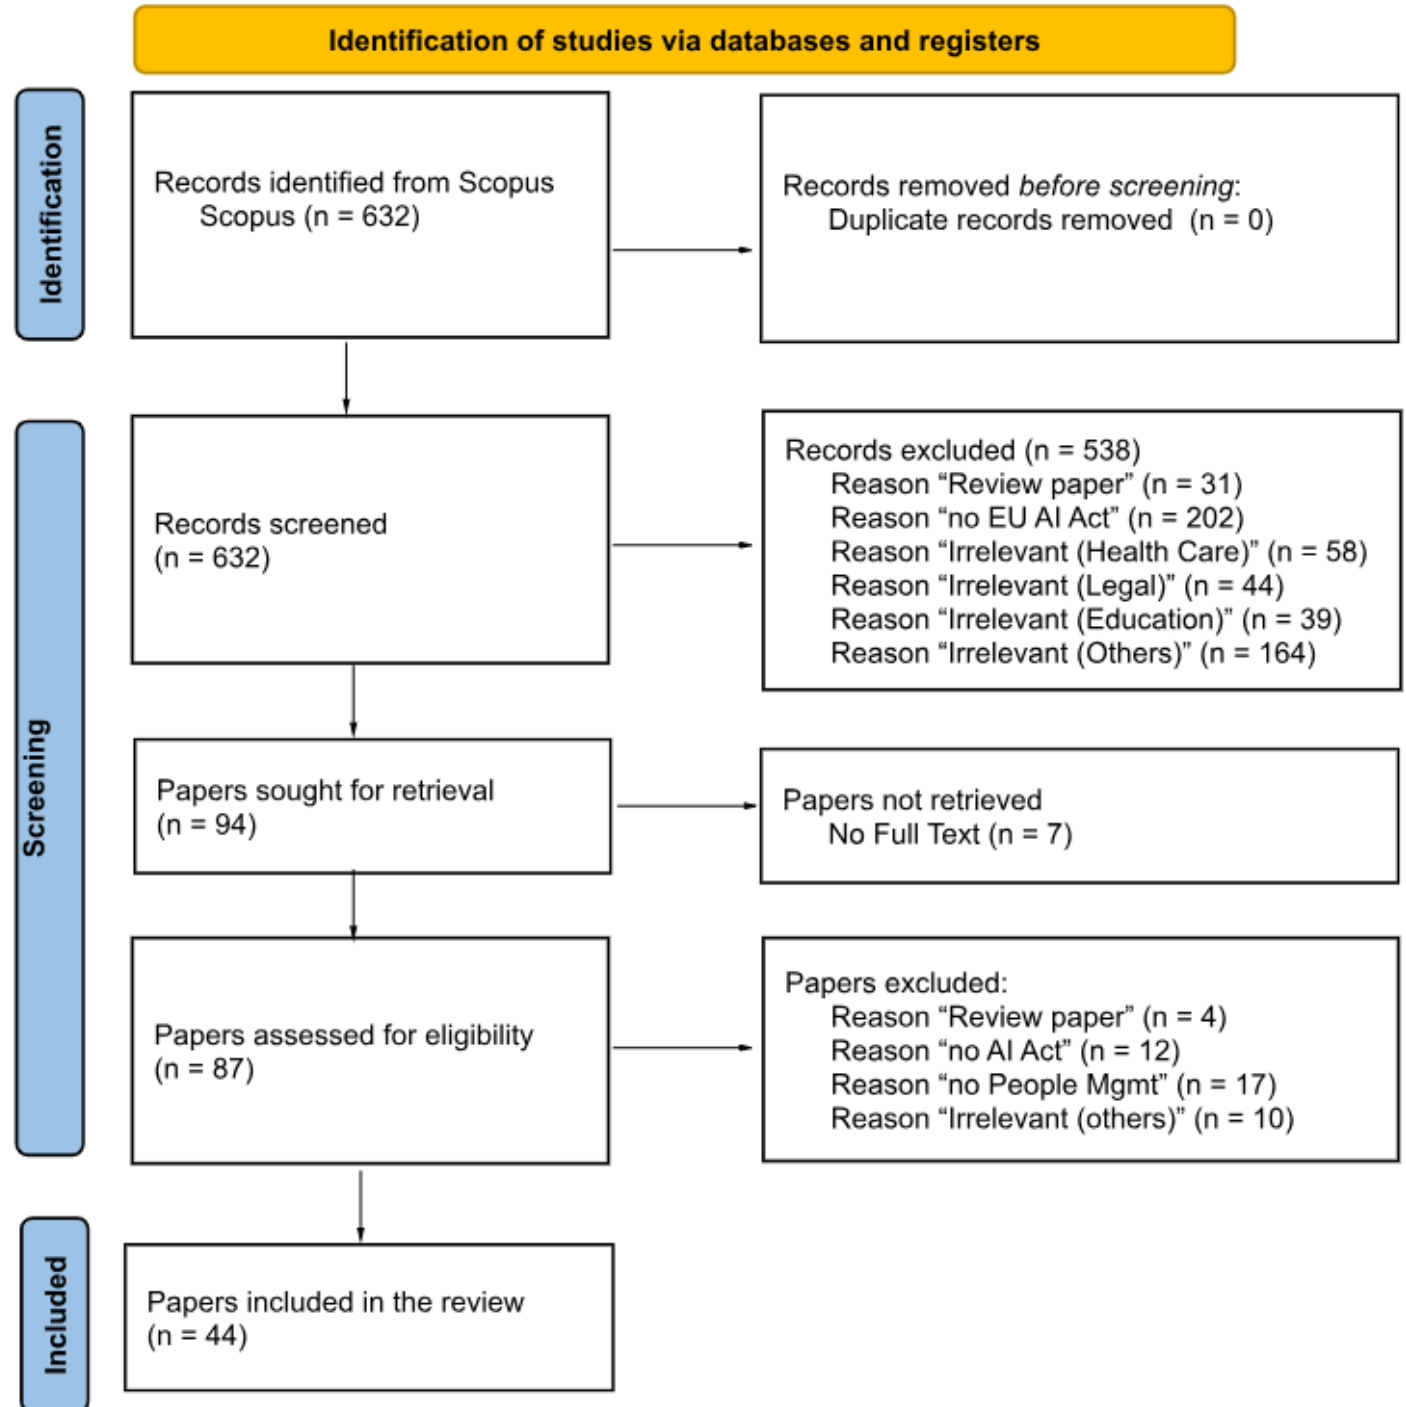 Identification of studies via databases and registers
Identification
Records identified from Scopus
Scopus (n = 632)
Records removed before screening:
Duplicate records removed (n = 0)
Screening
Records screened
(n = 632)
Records excluded (n = 538)
Reason “Review paper” (n = 31)
Reason “no EU AI Act” (n = 202)
Reason “Irrelevant (Health Care)” (n = 58)
Reason “Irrelevant (Legal)” (n = 44)
Reason “Irrelevant (Education)” (n = 39)
Reason “Irrelevant (Others)” (n = 164)
Papers sought for retrieval
(n = 94)
Papers not retrieved
No Full Text (n = 7)
Papers assessed for eligibility
(n = 87)
Papers excluded:
Reason “Review paper” (n = 4)
Reason “no AI Act” (n = 12)
Reason “no People Mgmt” (n = 17)
Reason “Irrelevant (others)” (n = 10)
Included
Papers included in the review
(n = 44)